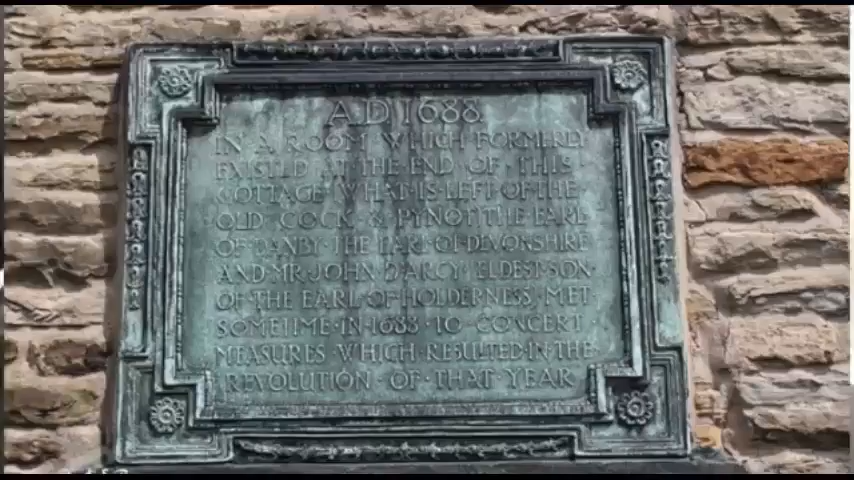 A.D 1688.
IN A ROOM WHICH FORMERLY
EXISTED AT THE END OF THIS
COTTAGE WHAT IS LEFT OF THE
OLD COCK & PYNOT THE EARL
OF DANBY THE EARL OF DEVONSHIRE
AND MR JOHN D'ARCY ELDEST SON
OF THE EARL OF HOLDERNESS, MET
SOMETIME IN 1688 TO CONCERT
MEASURES WHICH RESULTED IN THE
REVOLUTION OF THAT YEAR